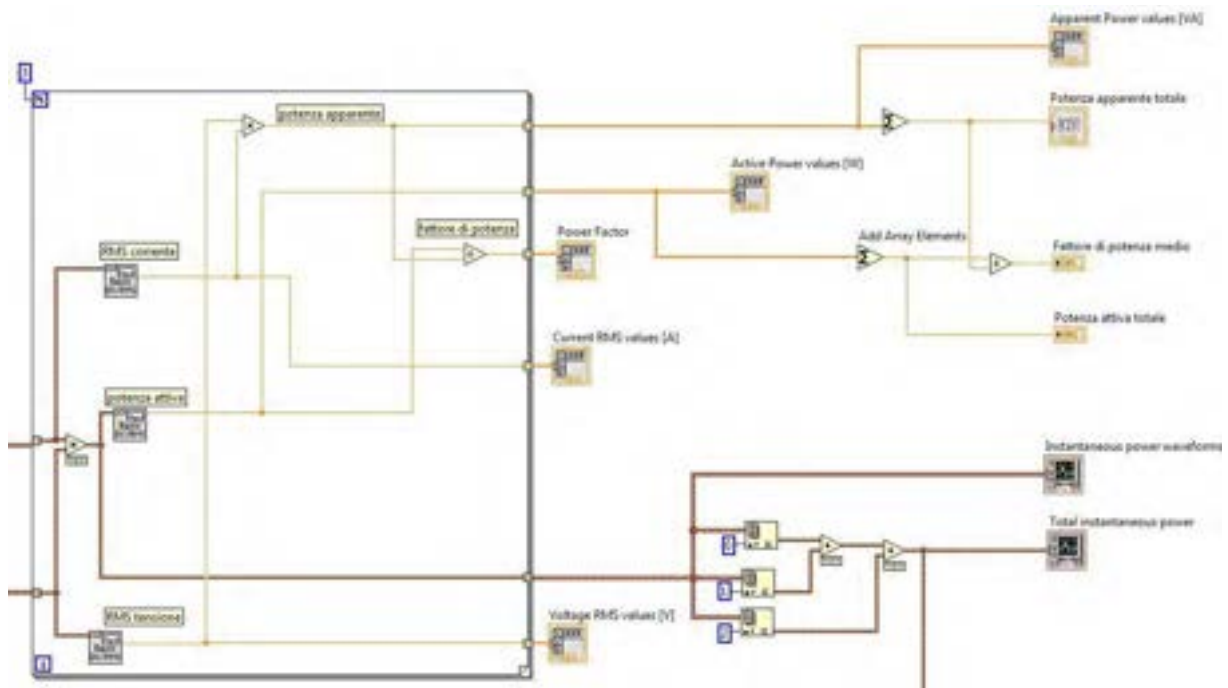 Apparent Power values [VA]
potenza apparente
Potenza apparente totale
Active Power values [W]
fattore di potenza
Power Factor
Add Array Elements
Fattore di potenza medio
RMS corrente
Potenza attiva totale
Current RMS values [A]
potenza attiva
Instantaneous power waveforms
Total instantaneous power
RMS tensione
Voltage RMS values [V]